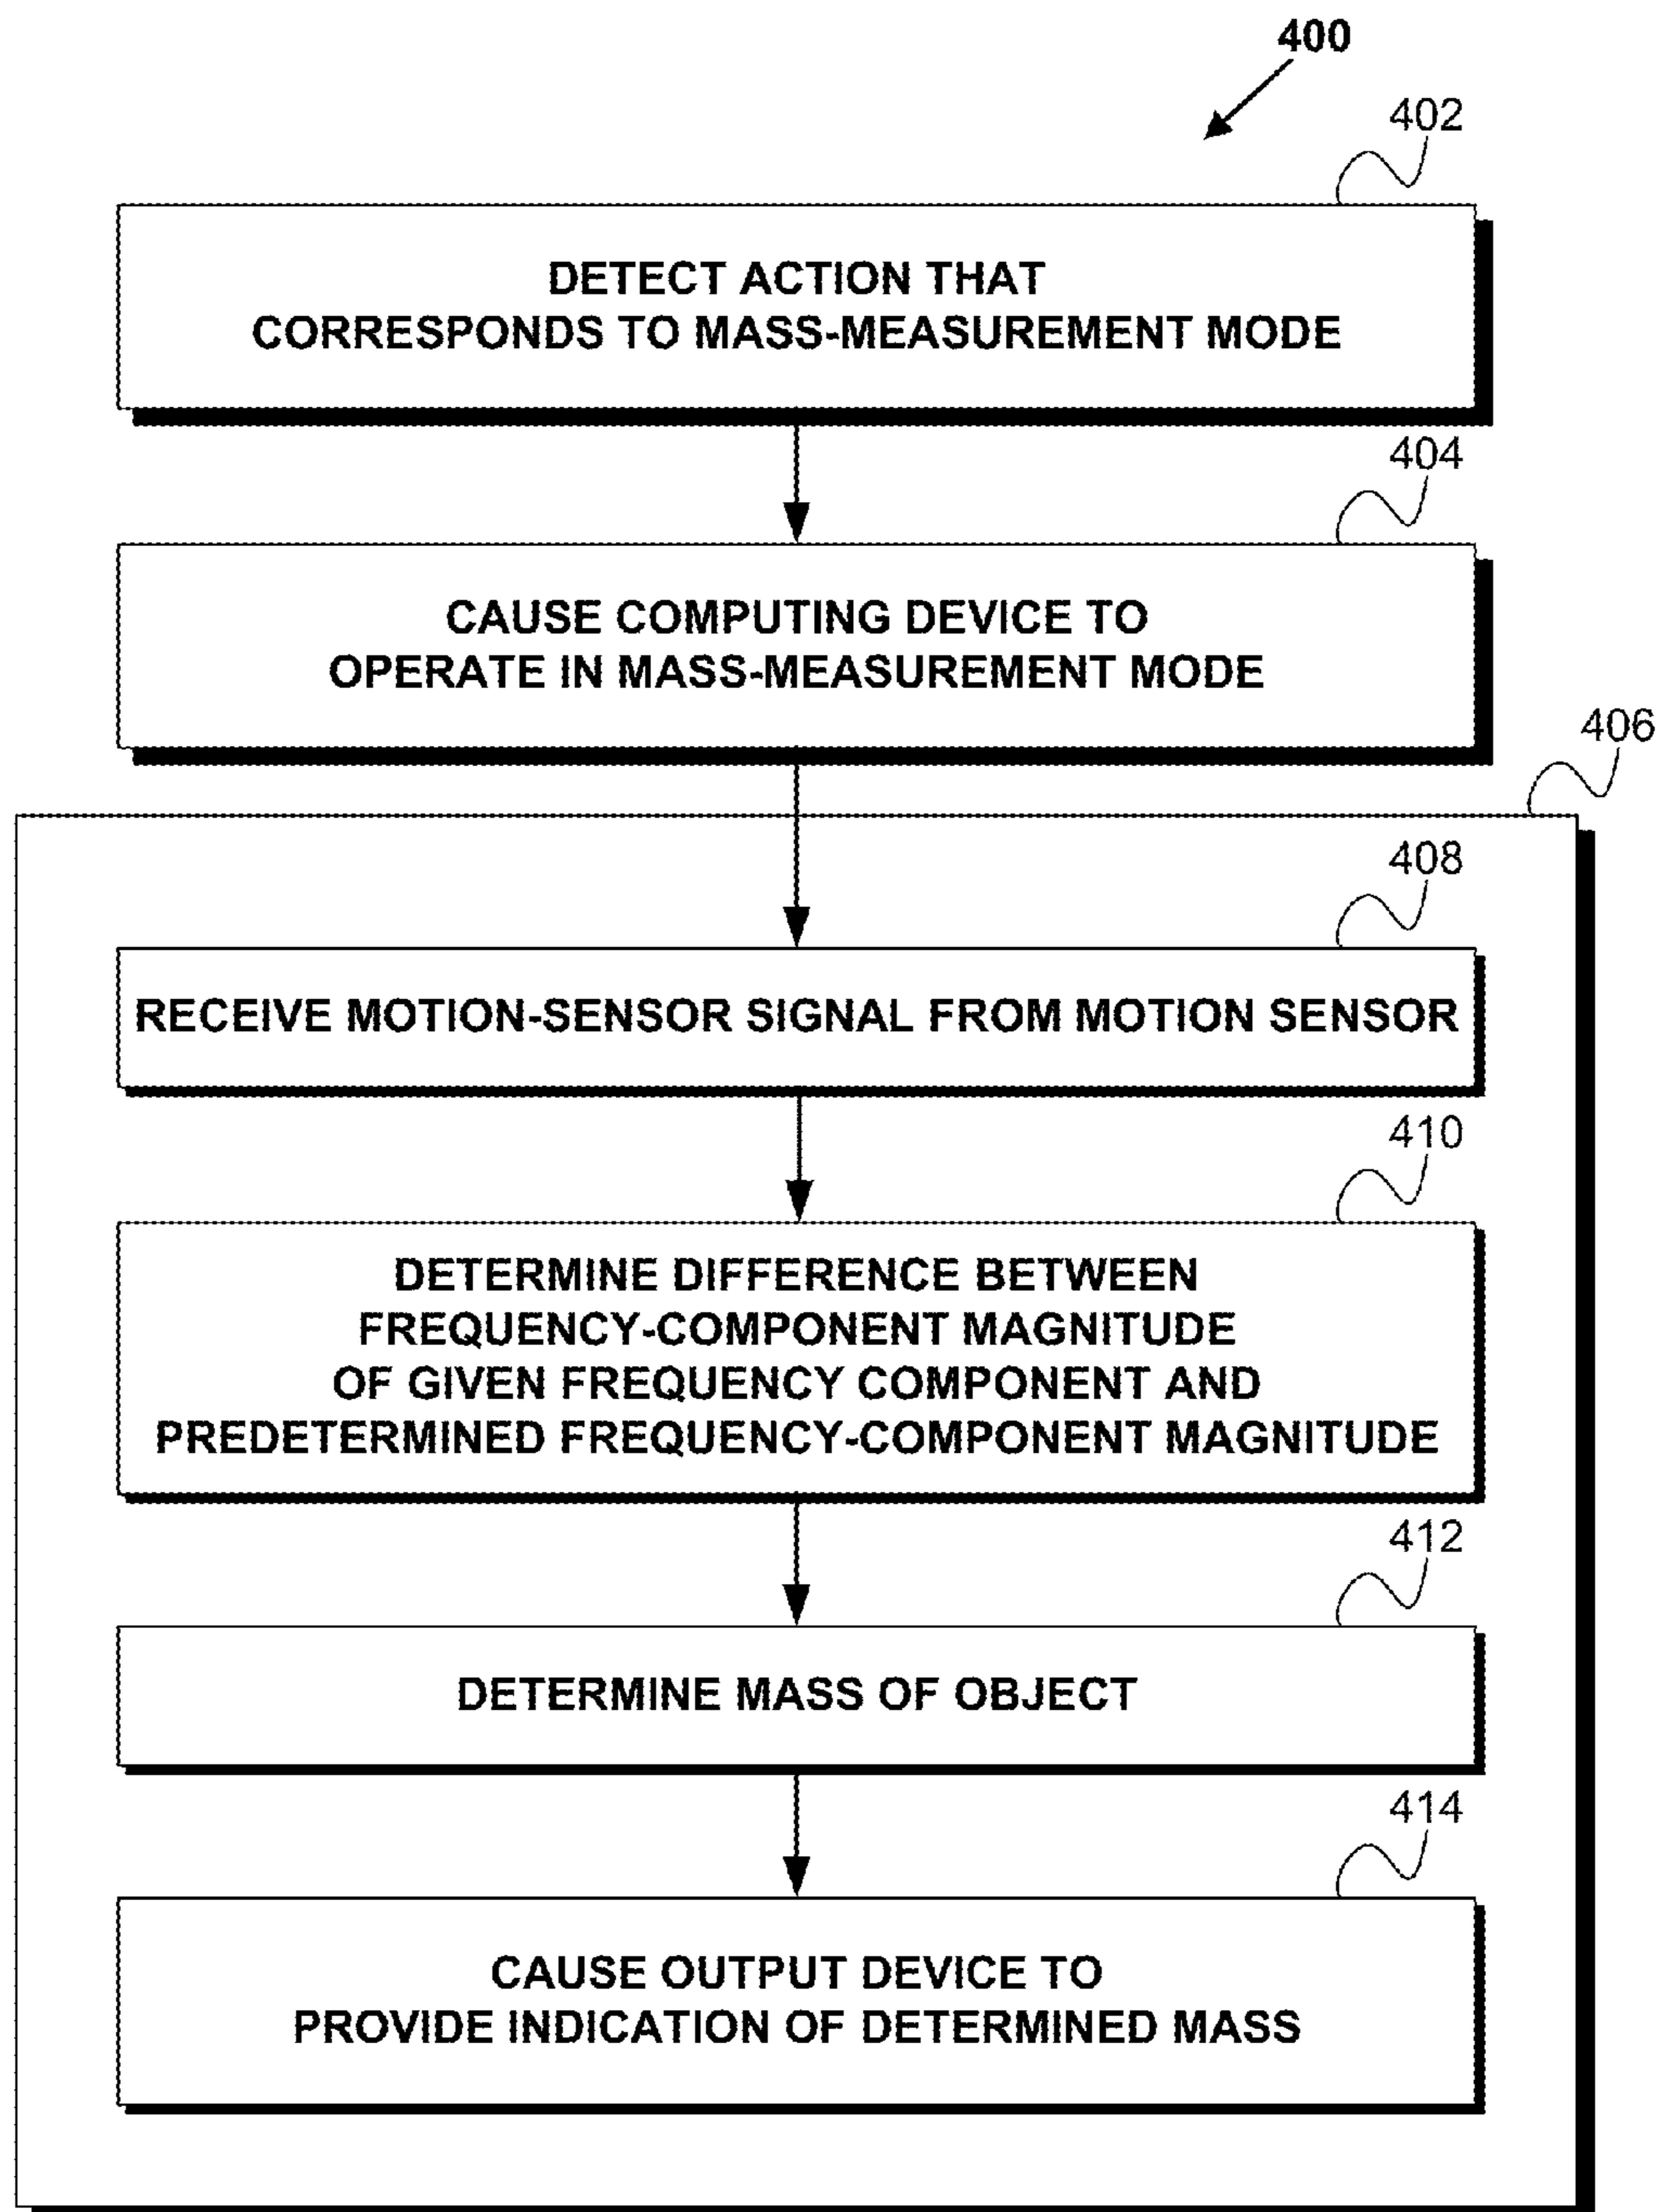 400
402
DETECT ACTION THAT
CORRESPONDS TO MASS-MEASUREMENT MODE
404
CAUSE COMPUTING DEVICE TO
OPERATE IN MASS-MEASUREMENT MODE
406
408
RECEIVE MOTION-SENSOR SIGNAL FROM MOTION SENSOR
410
DETERMINE DIFFERENCE BETWEEN
FREQUENCY-COMPONENT MAGNITUDE
OF GIVEN FREQUENCY COMPONENT AND
PREDETERMINED FREQUENCY-COMPONENT MAGNITUDE
412
DETERMINE MASS OF OBJECT
414
CAUSE OUTPUT DEVICE TO
PROVIDE INDICATION OF DETERMINED MASS